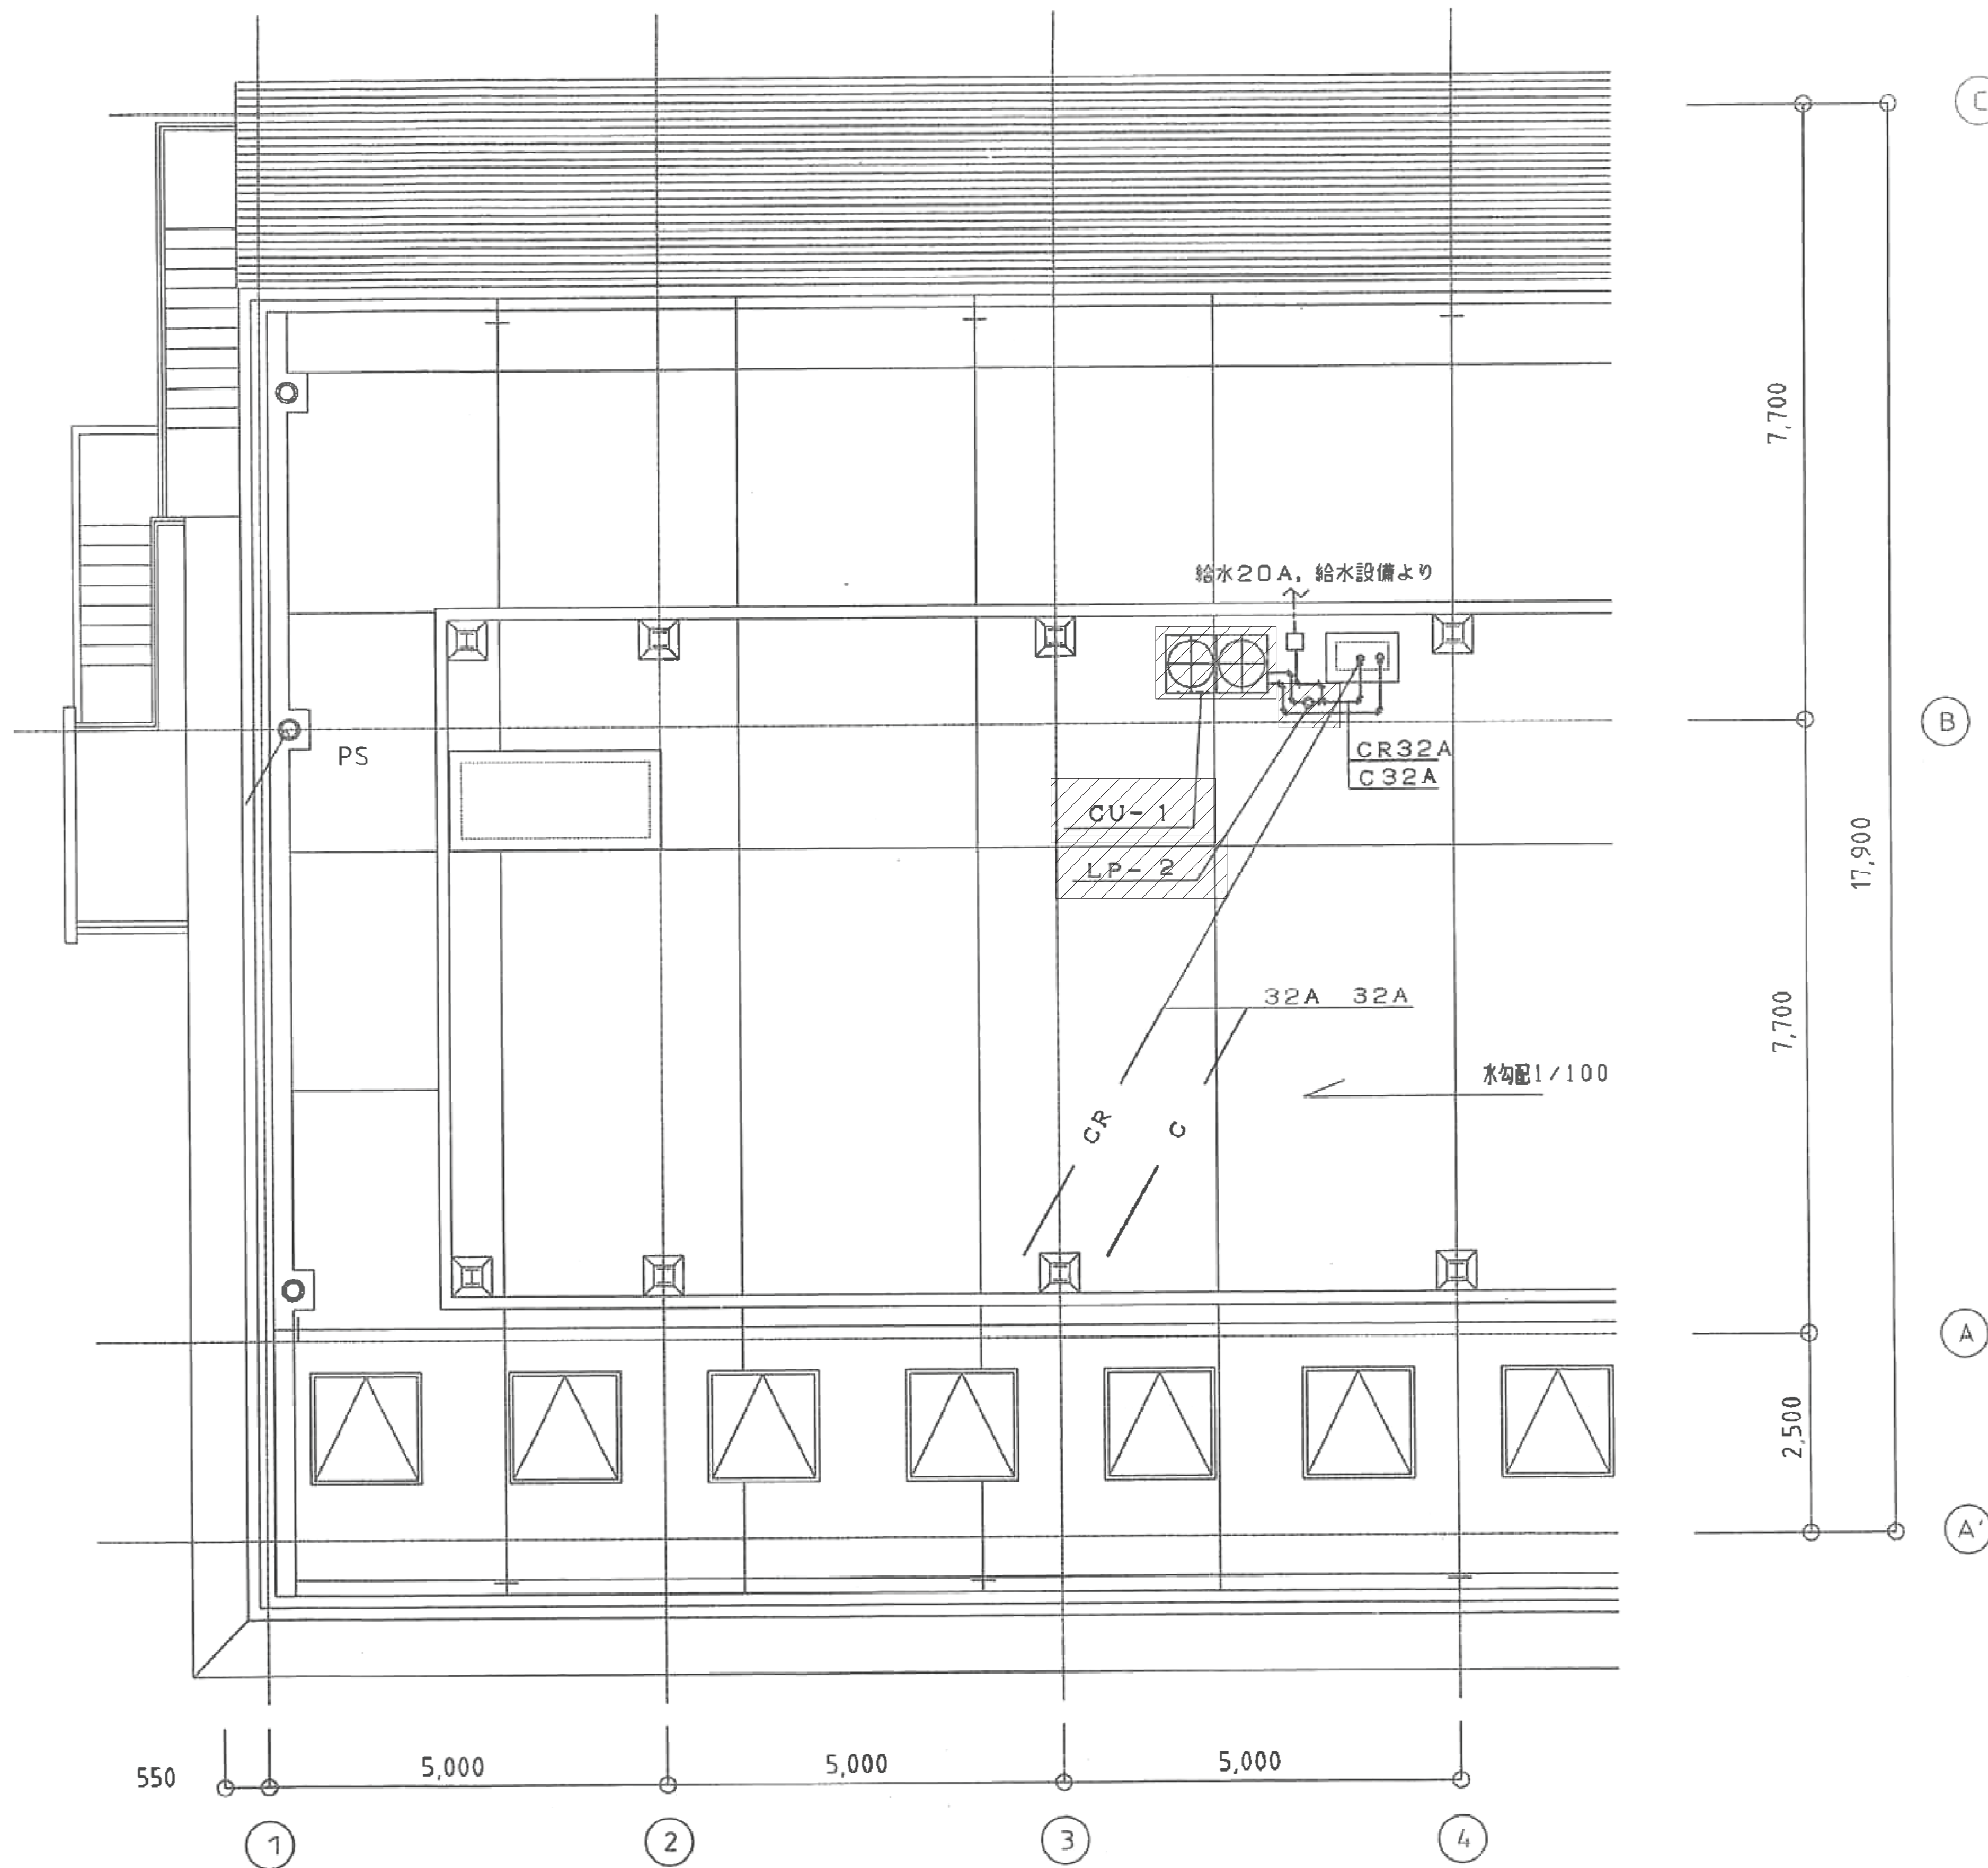 C
7,700
給水20A, 給水設備より
B
PS
CR32A
C32A
CU-1
LP-2
17,900
32A 32A
7,700
水勾配1/100
CR
C
A
2,500
A'
550
5,000
5,000
5,000
1
2
3
4